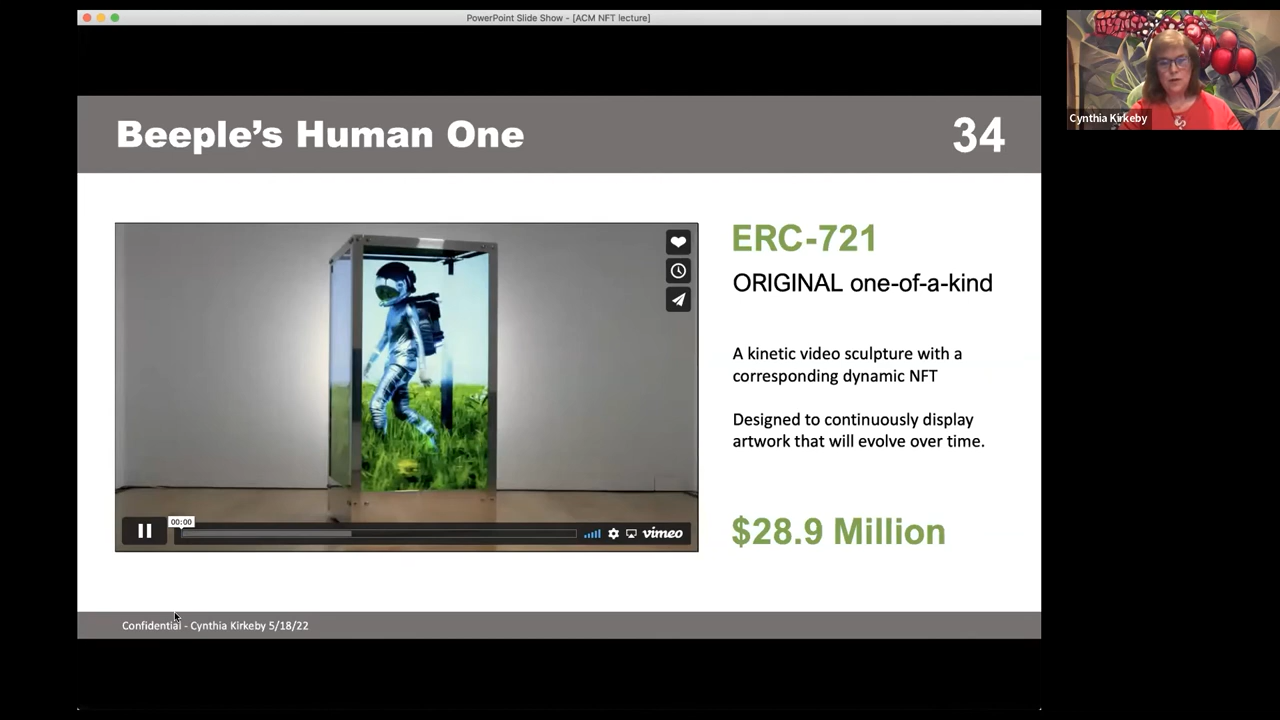 PowerPoint Slide Show - [ACM NFT lecture]
Cynthia Kirkeby
Beeple's Human One
34
ERC-721
ORIGINAL one-of-a-kind
A kinetic video sculpture with a
corresponding dynamic NFT
Designed to continuously display
artwork that will evolve over time.
00:00
vimeo
$28.9 Million
Confidential - Cynthia Kirkeby 5/18/22